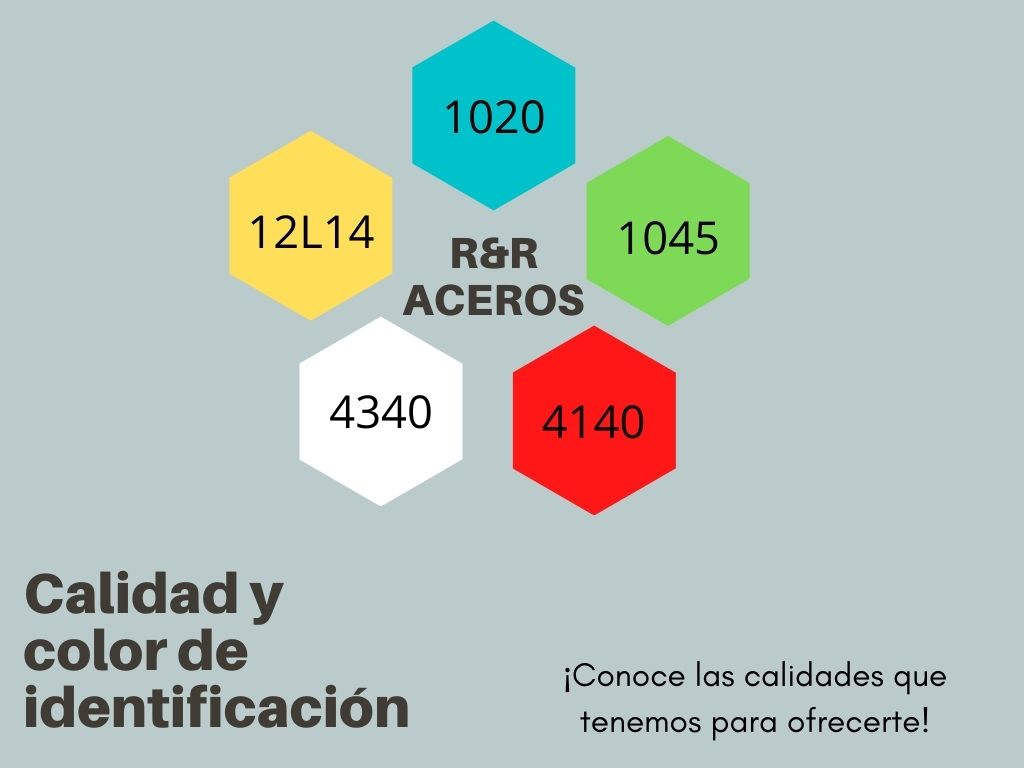 1020
12L14
1045
R&R
ACEROS
4340
4140
Calidad y
color de
identificación
¡Conoce las calidades que
tenemos para ofrecerte!